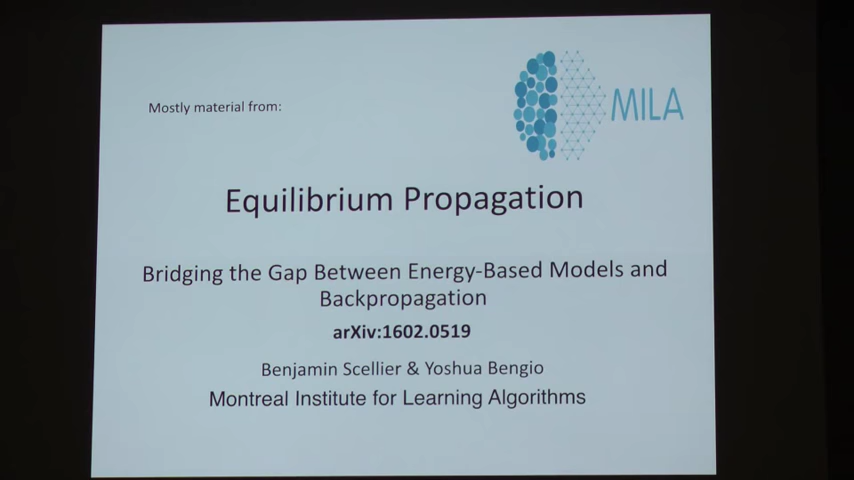 Mostly material from:
MILA
Equilibrium Propagation
Bridging the Gap Between Energy-Based Models and
Backpropagation
arXiv:1602.0519
Benjamin Scellier & Yoshua Bengio
Montreal Institute for Learning Algorithms